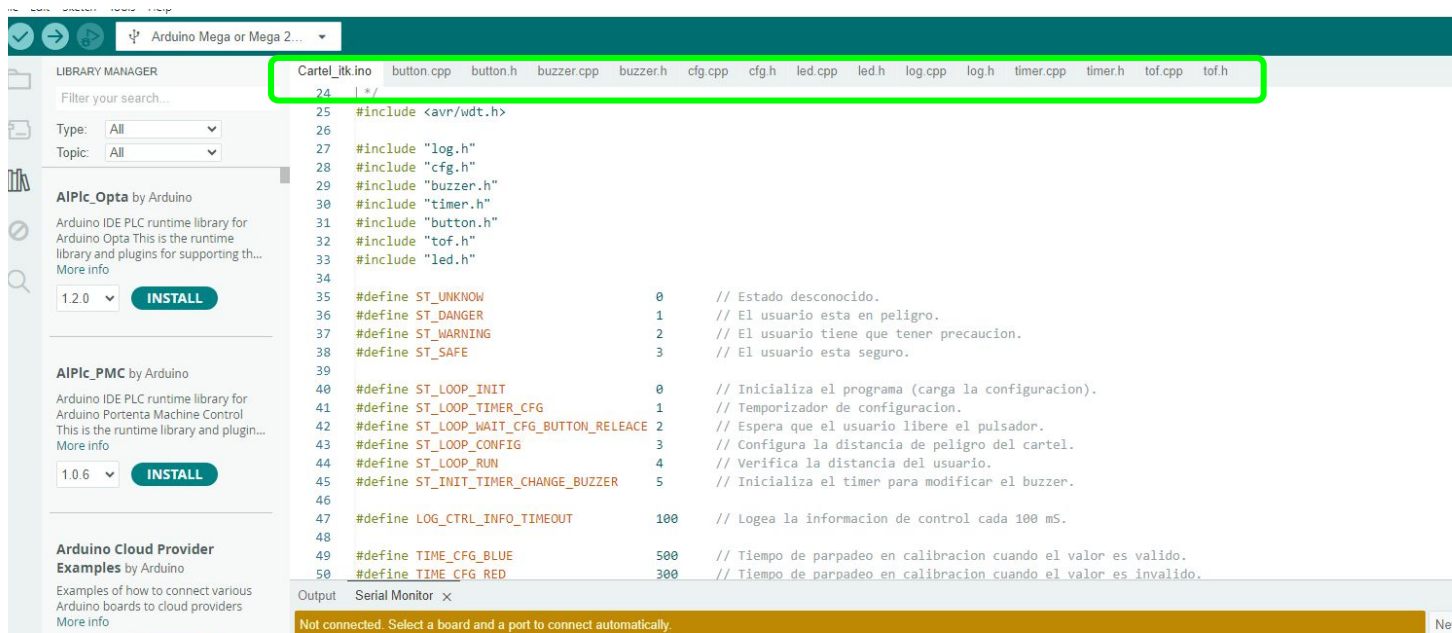 Arduino Mega or Mega 2...
LIBRARY MANAGER
Filter your search...
Type: All
Topic: All
AlPlc_Opta by Arduino
Arduino IDE PLC runtime library for
Arduino Opta This is the runtime
library and plugins for supporting th...
More info
1.2.0 INSTALL
AlPlc_PMC by Arduino
Arduino IDE PLC runtime library for
Arduino Portenta Machine Control
This is the runtime library and plugin...
More info
1.0.6 INSTALL
Arduino Cloud Provider
Examples by Arduino
Examples of how to connect various
Arduino boards to cloud providers
More info
Cartel_itk.ino button.cpp button.h buzzer.cpp buzzer.h cfg.cpp cfg.h led.cpp led.h log.cpp log.h timer.cpp timer.h tof.cpp tof.h
24 */
25 #include <avr/wdt.h>
26
27 #include "log.h"
28 #include "cfg.h"
29 #include "buzzer.h"
30 #include "timer.h"
31 #include "button.h"
32 #include "tof.h"
33 #include "led.h"
34
35 #define ST_UNKNOW 0 // Estado desconocido.
36 #define ST_DANGER 1 // El usuario esta en peligro.
37 #define ST_WARNING 2 // El usuario tiene que tener precaucion.
38 #define ST_SAFE 3 // El usuario esta seguro.
39
40 #define ST_LOOP_INIT 0 // Inicializa el programa (carga la configuracion).
41 #define ST_LOOP_TIMER_CFG 1 // Temporizador de configuracion.
42 #define ST_LOOP_WAIT_CFG_BUTTON_RELEACE 2 // Espera que el usuario libere el pulsador.
43 #define ST_LOOP_CONFIG 3 // Configura la distancia de peligro del cartel.
44 #define ST_LOOP_RUN 4 // Verifica la distancia del usuario.
45 #define ST_INIT_TIMER_CHANGE_BUZZER 5 // Inicializa el timer para modificar el buzzer.
46
47 #define LOG_CTRL_INFO_TIMEOUT 100 // Logea la informacion de control cada 100 mS.
48
49 #define TIME_CFG_BLUE 500 // Tiempo de parpadeo en calibracion cuando el valor es valido.
50 #define TIME_CFG_RED 300 // Tiempo de parpadeo en calibracion cuando el valor es invalido.
Output Serial Monitor ×
Not connected. Select a board and a port to connect automatically.